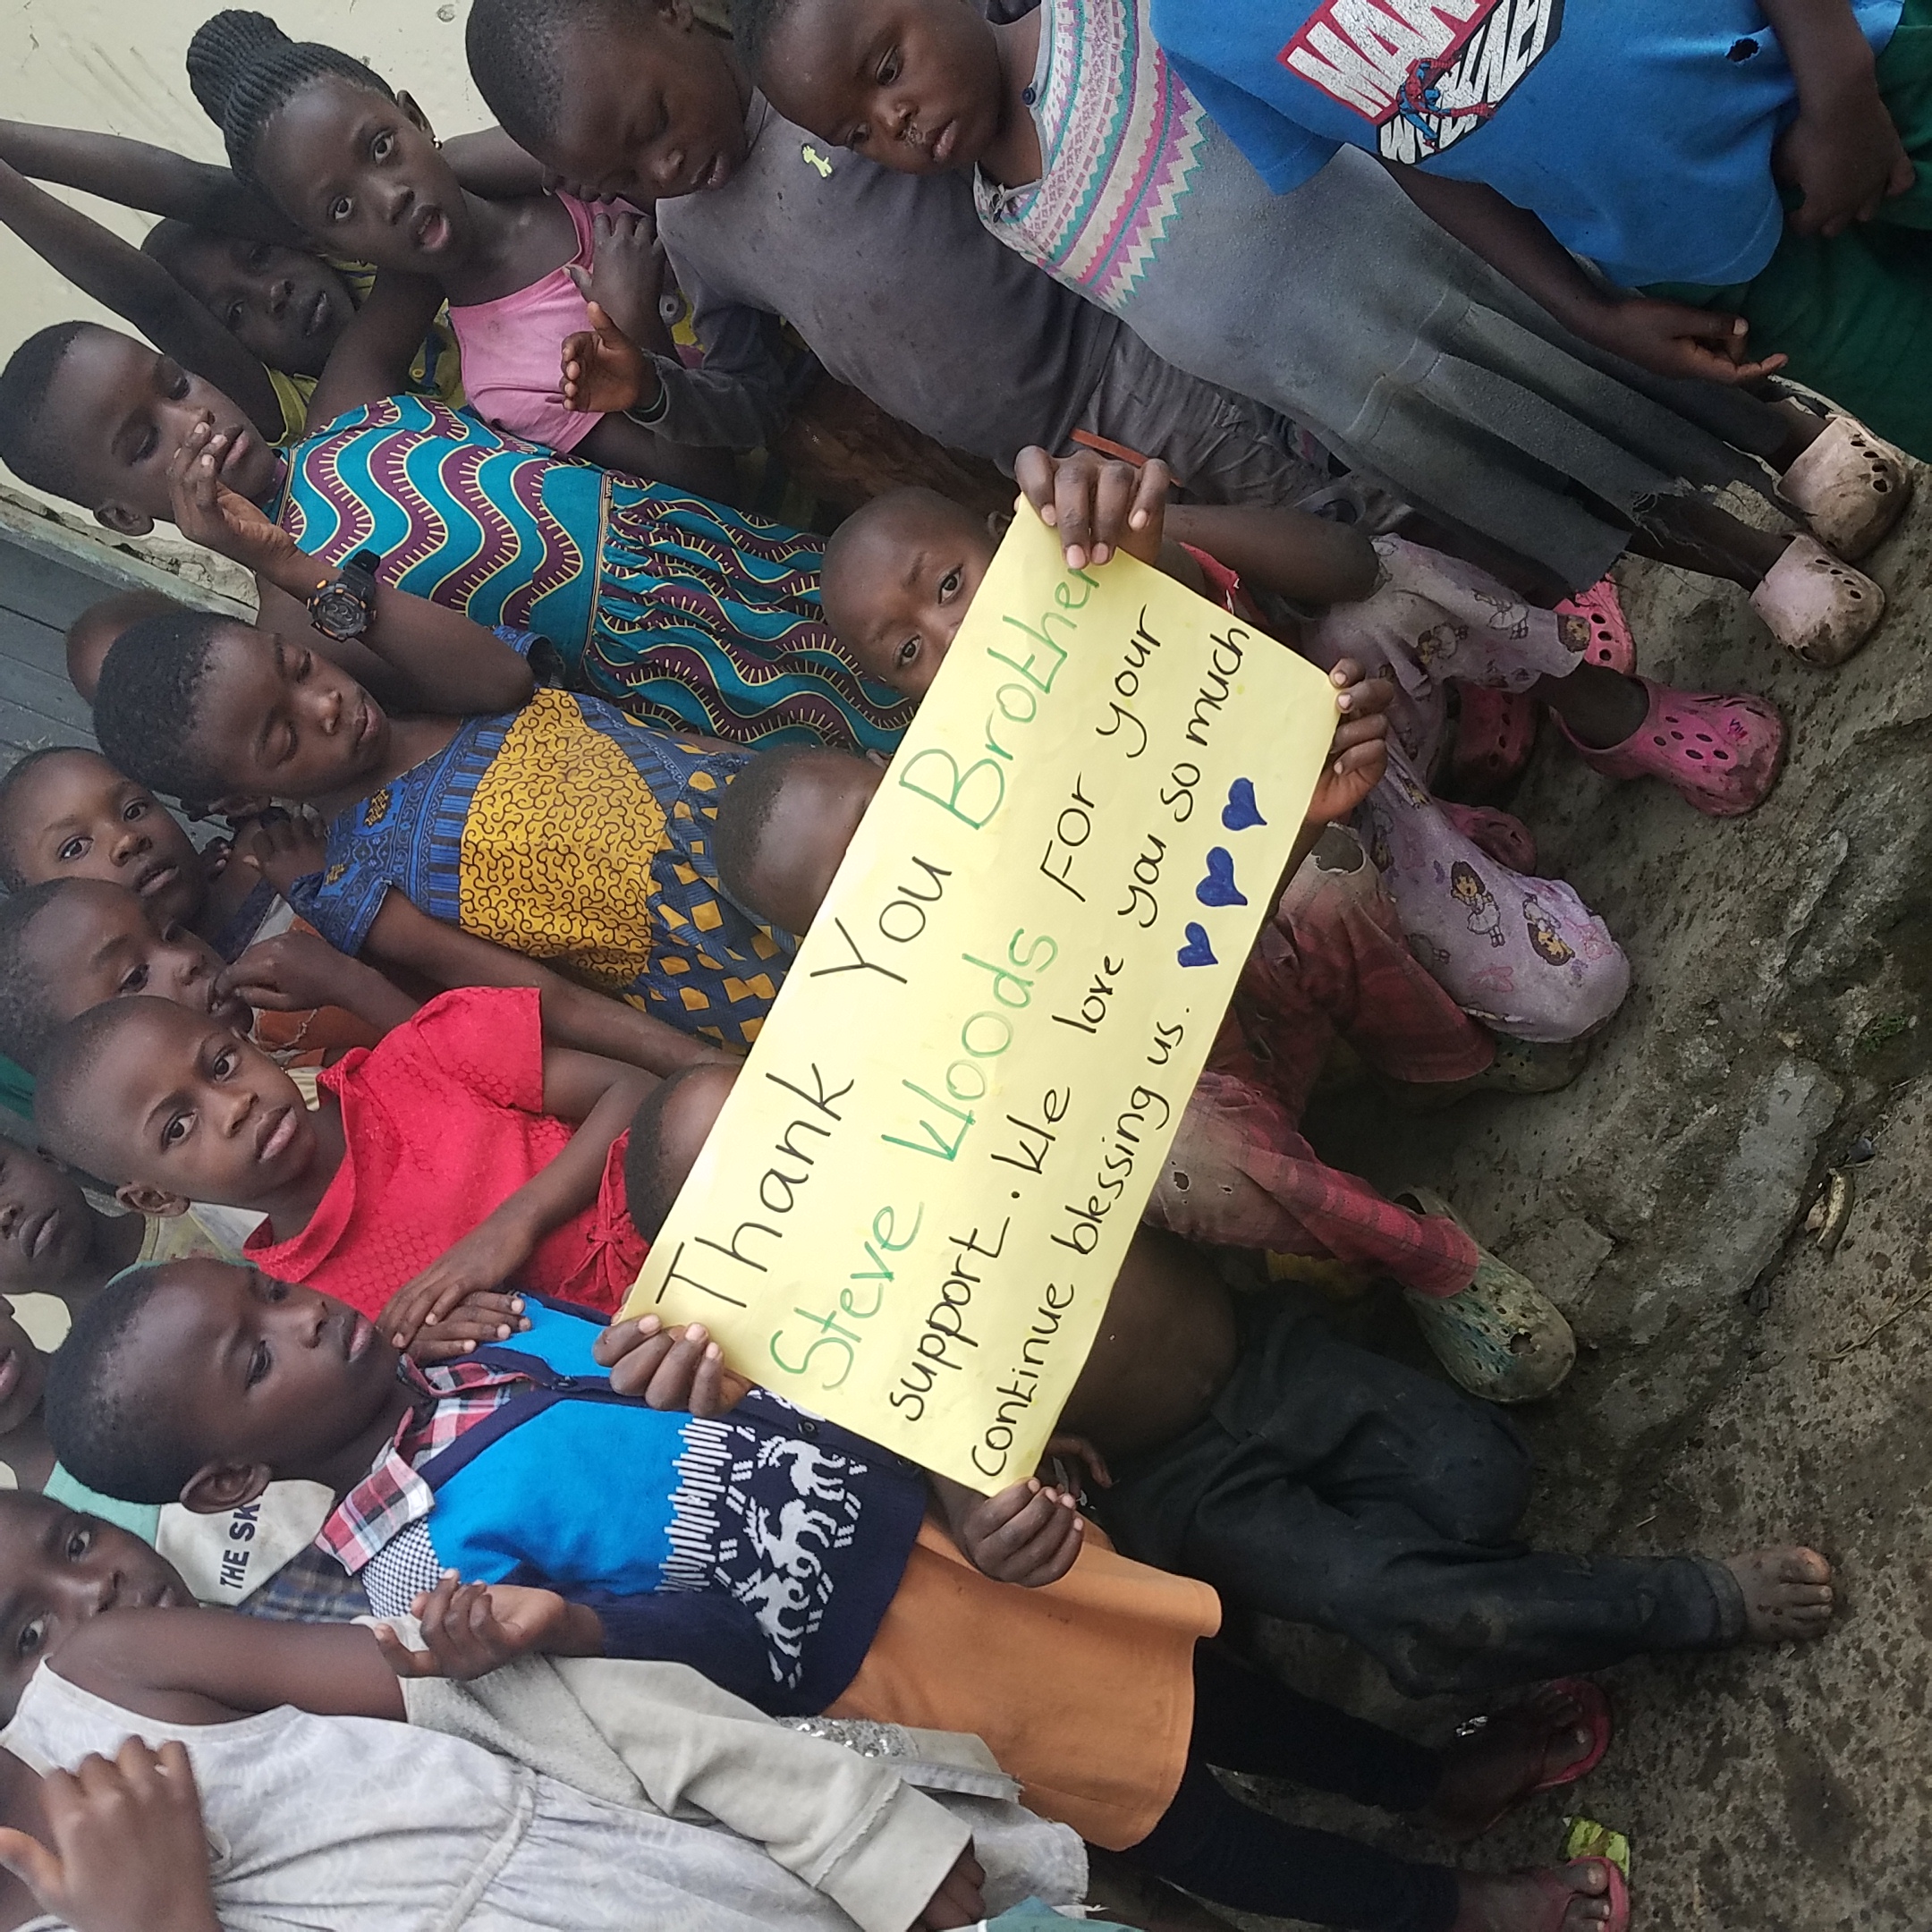 THE SK
Thank You Brother
Steve Woods For your
support. We love you so much
continue blessing us.